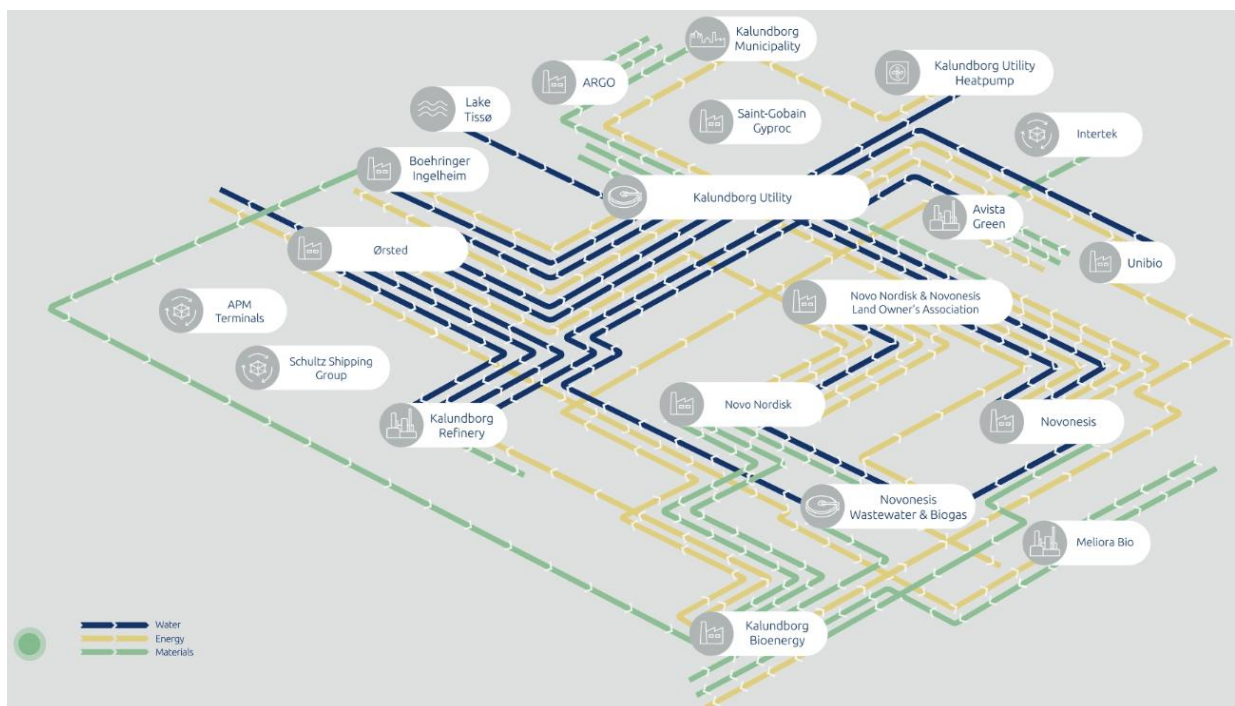 Kalundborg
Municipality
Kalundborg Utility
Heatpump
ARGO
Lake
Tissø
Saint-Gobain
Gyproc
Intertek
Boehringer
Ingelheim
Kalundborg Utility
Avista
Green
Ørsted
Unibio
APM
Terminals
Novo Nordisk & Novonesis
Land Owner's Association
Schultz Shipping
Group
Kalundborg
Refinery
Novo Nordisk
Novonesis
Novonesis
Wastewater & Biogas
Meliora Bio
Kalundborg
Bioenergy
Water
Energy
Materials